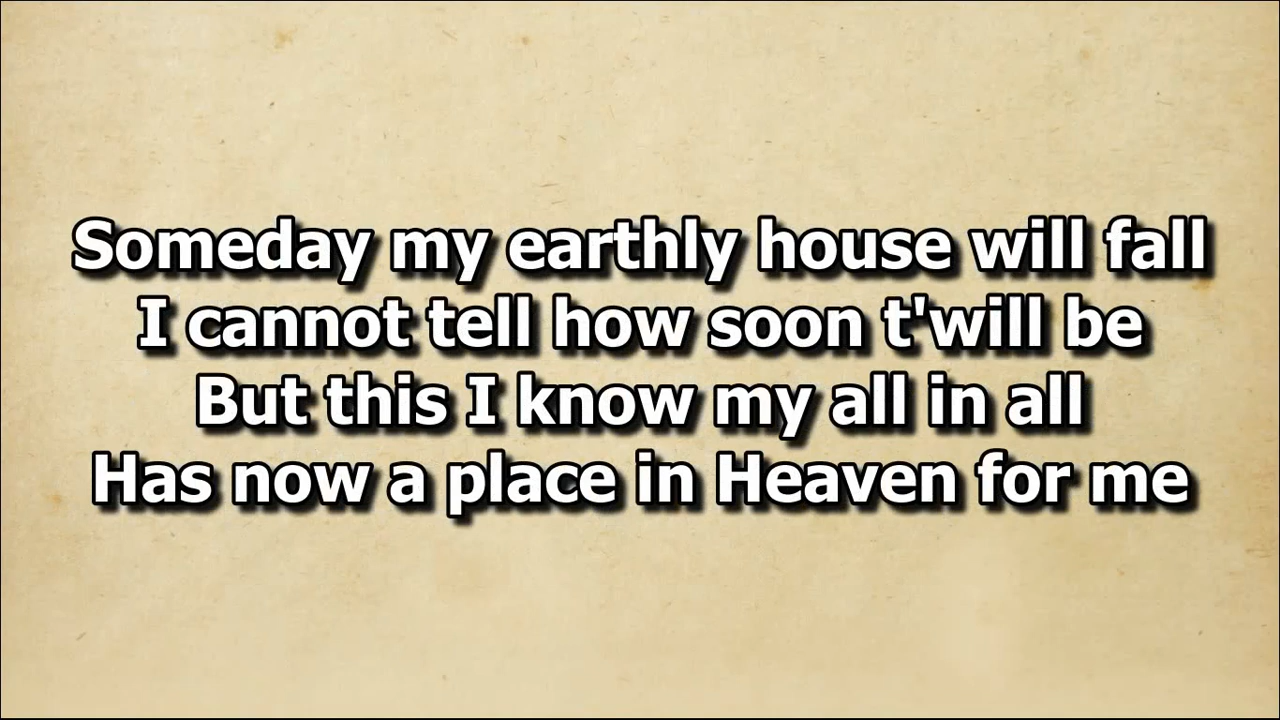 Someday my earthly house will fall
I cannot tell how soon t'will be
But this I know my all in all
Has now a place in Heaven for me